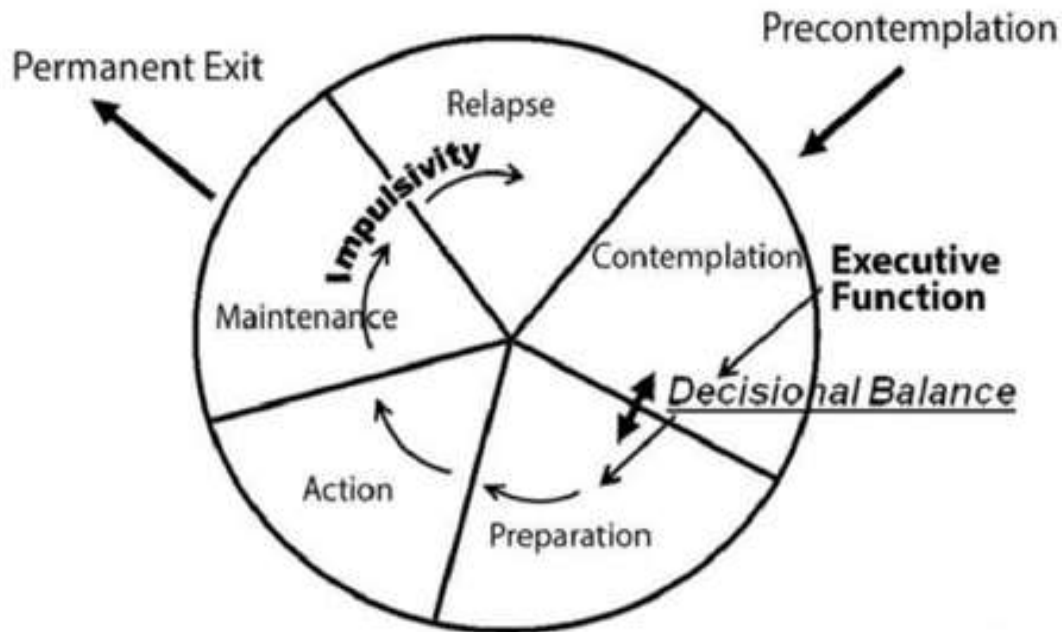 Precontemplation
Permanent Exit
Relapse
Impulsivity
Contemplation
Executive
Function
Maintenance
Decisional Balance
Action
Preparation